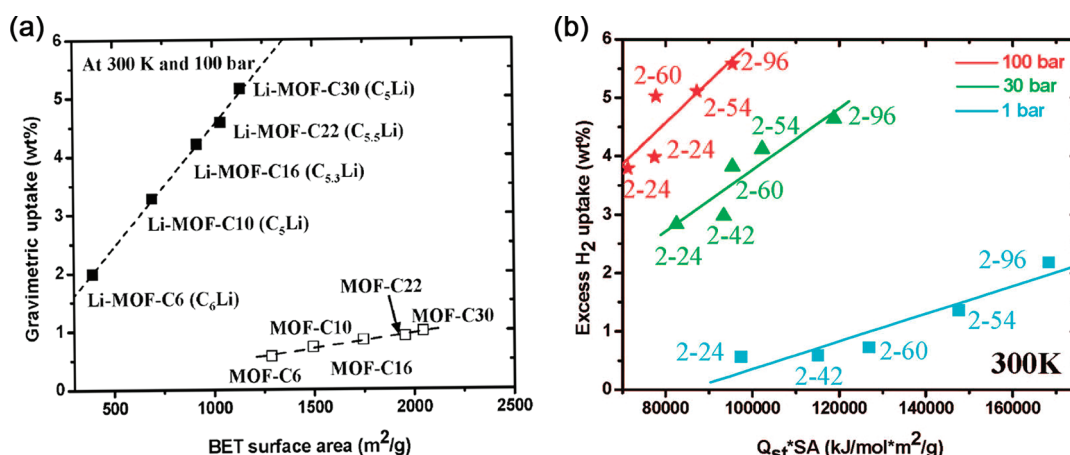 (a)
At 300 K and 100 bar
Li-MOF-C30 (C5Li)
Li-MOF-C22 (C5.5Li)
Li-MOF-C16 (C5.3Li)
Li-MOF-C10 (C5Li)
Li-MOF-C6 (C6Li)
MOF-C22
MOF-C10
MOF-C30
MOF-C6
MOF-C16
Gravimetric uptake (wt%)
6
5
4
3
2
1
0
500
1000
1500
2000
2500
BET surface area (m²/g)
(b)
100 bar
30 bar
1 bar
2-60
2-96
2-54
2-24
2-24
2-54
2-96
2-60
2-24
2-42
2-96
2-54
2-24
2-42
2-60
300K
Excess H2 uptake (wt%)
6
5
4
3
2
1
0
80000
100000
120000
140000
160000
Qst*SA (kJ/mol*m²/g)